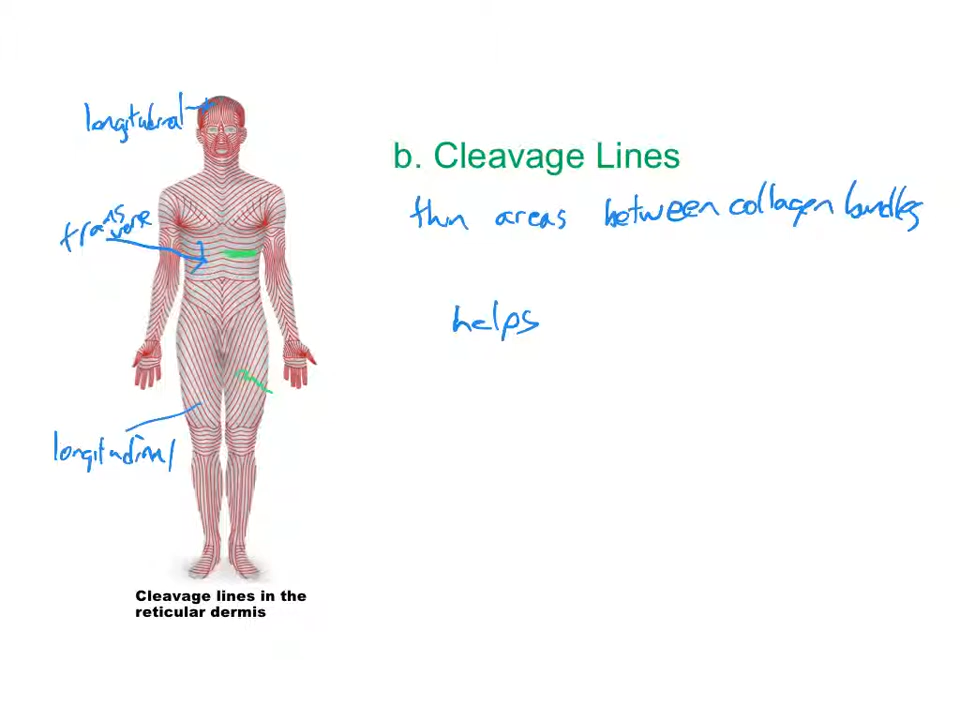 longitudinal
b. Cleavage Lines
thin areas between collagen bundles
transverse
helps
longitudinal
Cleavage lines in the
reticular dermis